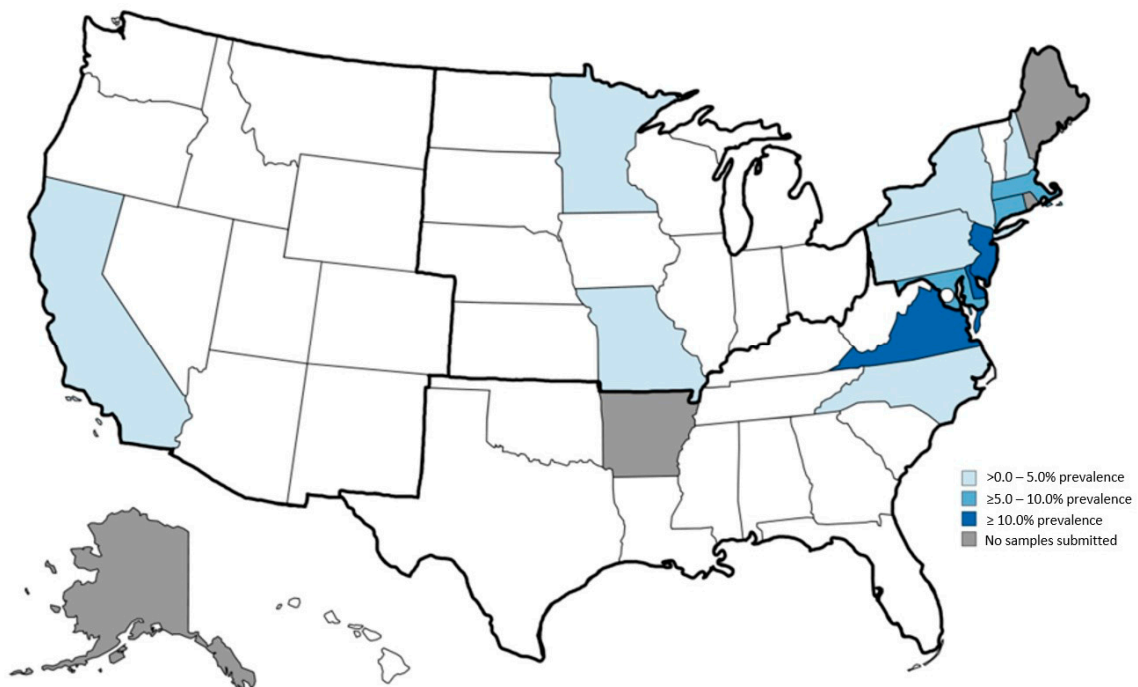 >0.0 – 5.0% prevalence
≥5.0 – 10.0% prevalence
≥ 10.0% prevalence
No samples submitted